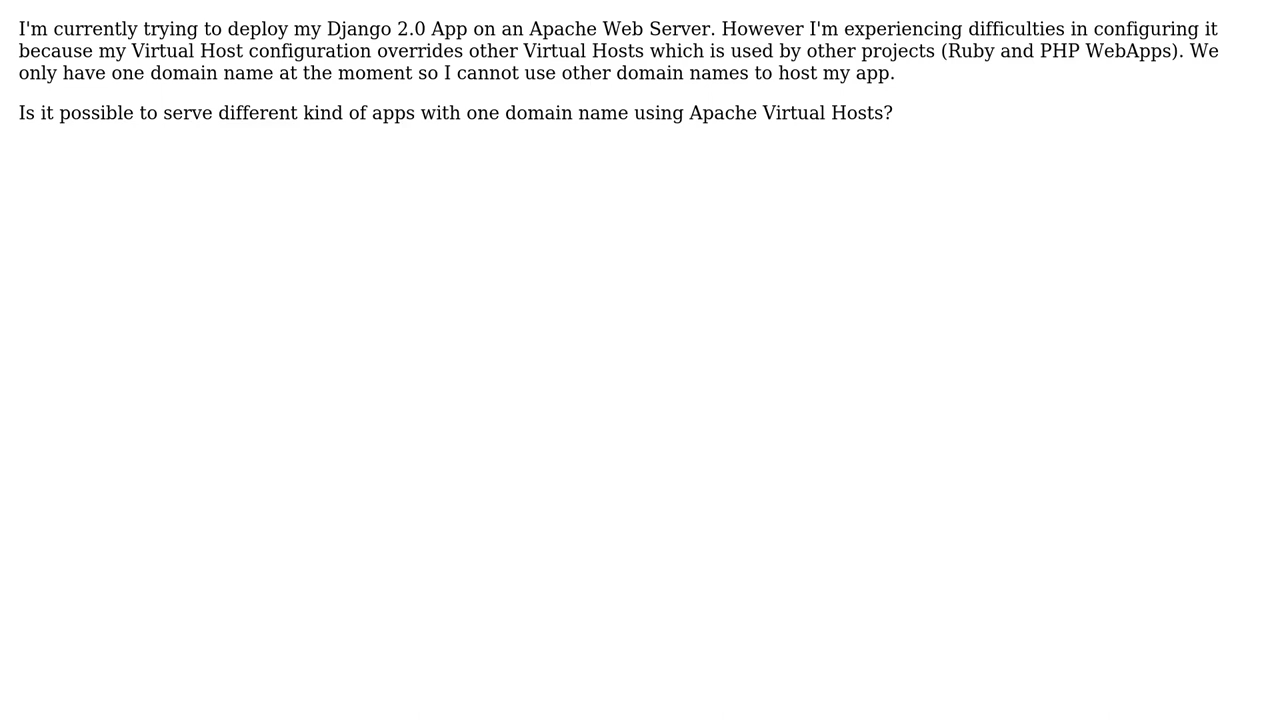 I'm currently trying to deploy my Django 2.0 App on an Apache Web Server. However I'm experiencing difficulties in configuring it
because my Virtual Host configuration overrides other Virtual Hosts which is used by other projects (Ruby and PHP WebApps). We
only have one domain name at the moment so I cannot use other domain names to host my app.
Is it possible to serve different kind of apps with one domain name using Apache Virtual Hosts?